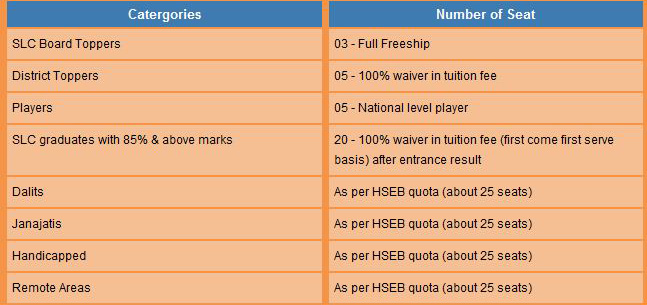 Catergories Number of Seat
SLC Board Toppers 03 - Full Freeship
District Toppers 05 - 100% waiver in tuition fee
Players 05 - National level player
SLC graduates with 85% & above marks 20 - 100% waiver in tuition fee (first come first serve
basis) after entrance result
Dalits As per HSEB quota (about 25 seats)
Janajatis As per HSEB quota (about 25 seats)
Handicapped As per HSEB quota (about 25 seats)
Remote Areas As per HSEB quota (about 25 seats)